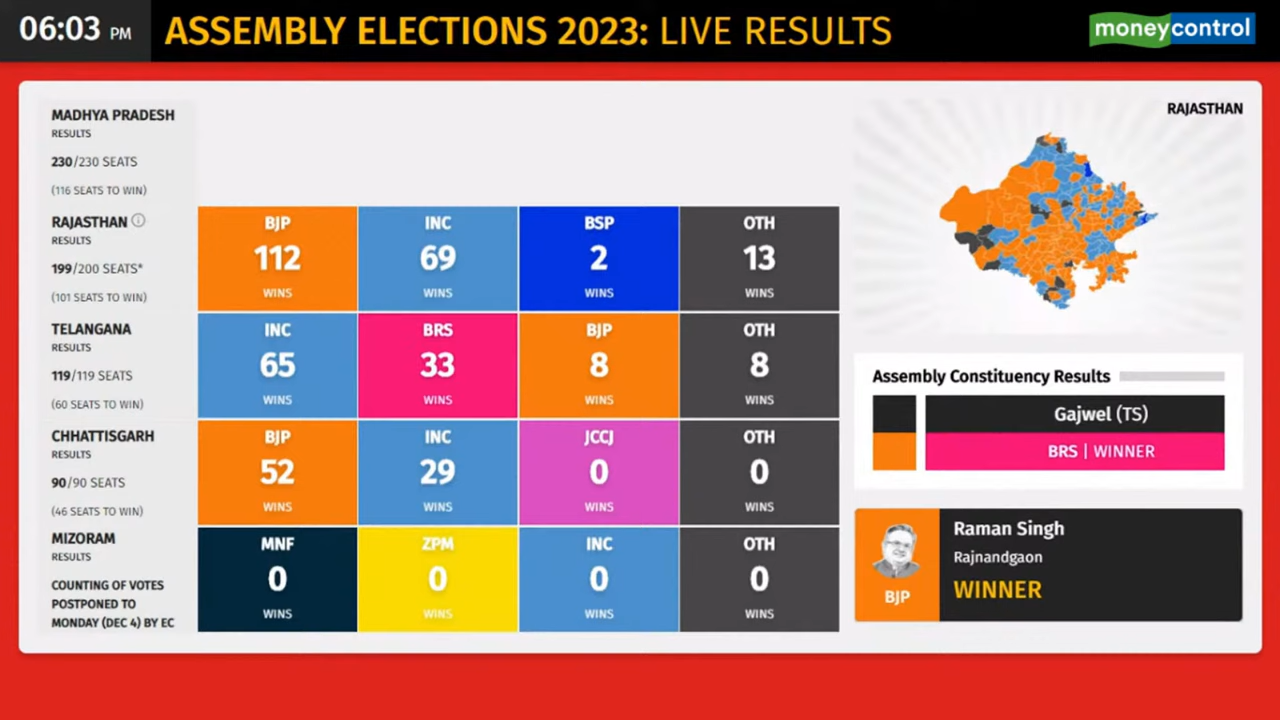 06:03 PM
ASSEMBLY ELECTIONS 2023: LIVE RESULTS
moneycontrol
MADHYA PRADESH
RESULTS
230/230 SEATS
(116 SEATS TO WIN)
RAJASTHAN
RESULTS
199/200 SEATS*
(101 SEATS TO WIN)
BJP
112
WINS
INC
69
WINS
BSP
2
WINS
OTH
13
WINS
TELANGANA
RESULTS
119/119 SEATS
(60 SEATS TO WIN)
INC
65
WINS
BRS
33
WINS
BJP
8
WINS
OTH
8
WINS
CHHATTISGARH
RESULTS
90/90 SEATS
(46 SEATS TO WIN)
BJP
52
WINS
INC
29
WINS
JCCJ
0
WINS
OTH
0
WINS
MIZORAM
RESULTS
COUNTING OF VOTES
POSTPONED TO
MONDAY (DEC 4) BY EC
MNF
0
WINS
ZPM
0
WINS
INC
0
WINS
OTH
0
WINS
RAJASTHAN
Assembly Constituency Results
Gajwel (TS)
BRS | WINNER
BJP
Raman Singh
Rajnandgaon
WINNER